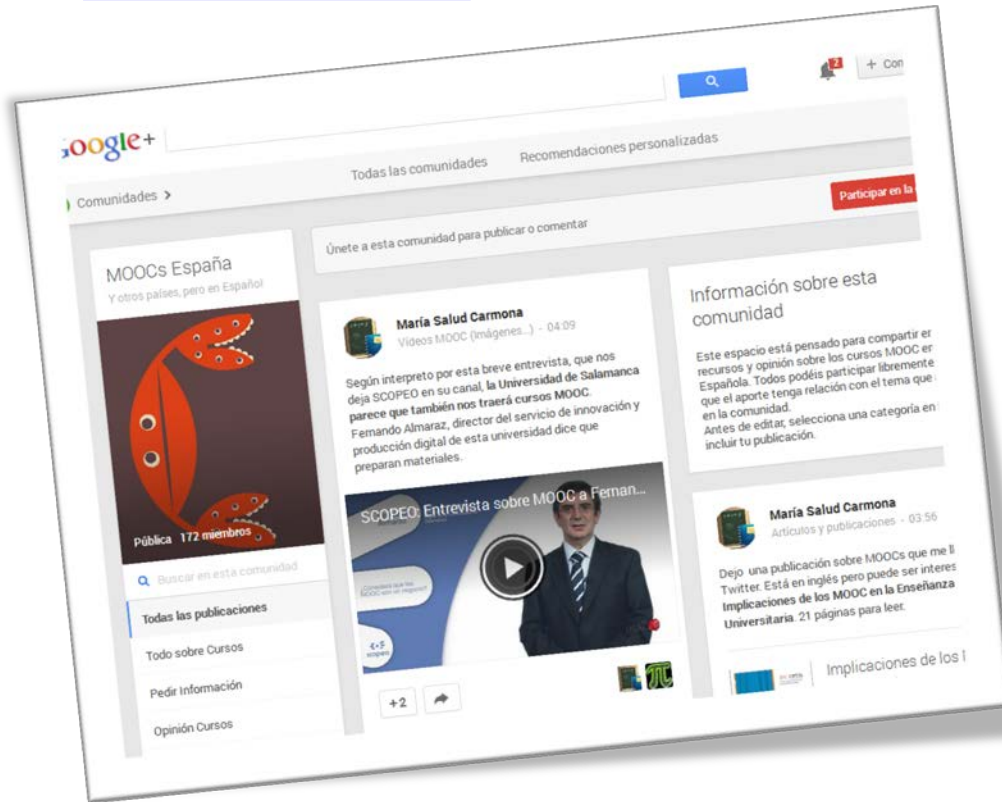 Google+
2
+ Con
Comunidades >
Todas las comunidades
Recomendaciones personalizadas
Únete a esta comunidad para publicar o comentar
Participar en la
MOOCs España
Y otros países, pero en Español
Pública 172 miembros
Buscar en esta comunidad
Todas las publicaciones
Todo sobre Cursos
Pedir Información
Opinión Cursos
María Salud Carmona
Vídeos MOOC (Imágenes...) - 04:09
Según interpreto por esta breve entrevista, que nos
deja SCOPEO en su canal, la Universidad de Salamanca
parece que también nos traerá cursos MOOC.
Fernando Almaraz, director del servicio de innovación y
producción digital de esta universidad dice que
preparan materiales.
SCOPEO: Entrevista sobre MOOC a Fernan...
scopeo
+2
Información sobre esta
comunidad
Este espacio está pensado para compartir er
recursos y opinión sobre los cursos MOOC er
Española. Todos podéis participar libremente
que el aporte tenga relación con el tema que
en la comunidad.
Antes de editar, selecciona una categoría en
incluir tu publicación.
María Salud Carmona
Artículos y publicaciones - 03:56
Dejo una publicación sobre MOOCs que me ll
Twitter. Está en inglés pero puede ser interes
Implicaciones de los MOOC en la Enseñanza
Universitaria. 21 páginas para leer.
Implicaciones de los l